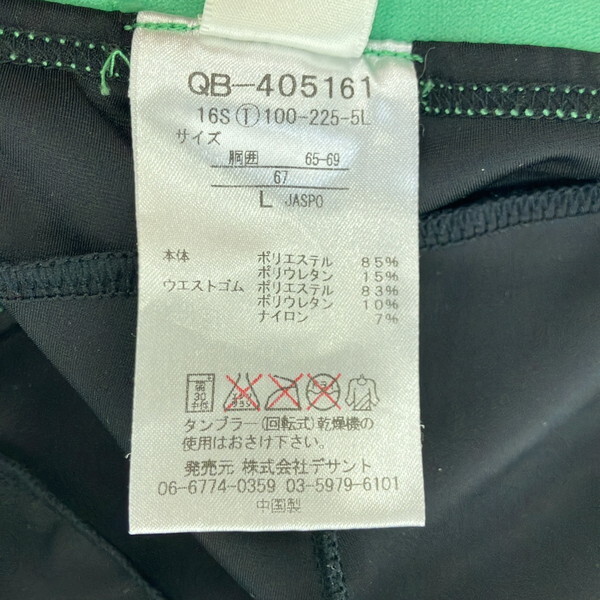 QB-405161
16S Ⓣ 100-225-5L
サイズ
胴囲 65-69
67
L JASPO
本体 ポリエステル 85%
ポリウレタン 15%
ウエストゴム ポリエステル 83%
ポリウレタン 10%
ナイロン 7%
30
中性
タンブラー(回転式)乾燥機の
使用はおさけ下さい。
発売元 株式会社デサント
06-6774-0359 03-5979-6101
中国製